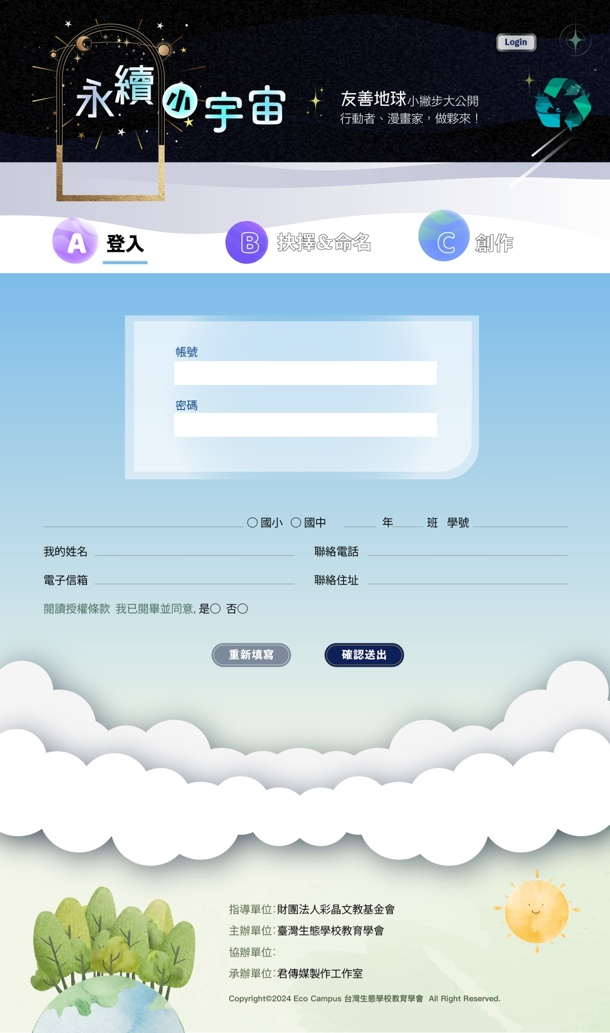 Login
永續小宇宙
友善地球小撇步大公開
行動者、漫畫家，做夥來！
A 登入
B 抉擇&命名
C 創作
帳號
密碼
國小 國中 年 班 學號
我的姓名 聯絡電話
電子信箱 聯絡住址
閱讀授權條款 我已閱畢並同意, 是 否
重新填寫 確認送出
指導單位:財團法人彩晶文教基金會
主辦單位:臺灣生態學校教育學會
協辦單位:
承辦單位:君傳媒製作工作室
Copyright©2024 Eco Campus 台灣生態學校教育學會 All Right Reserved.